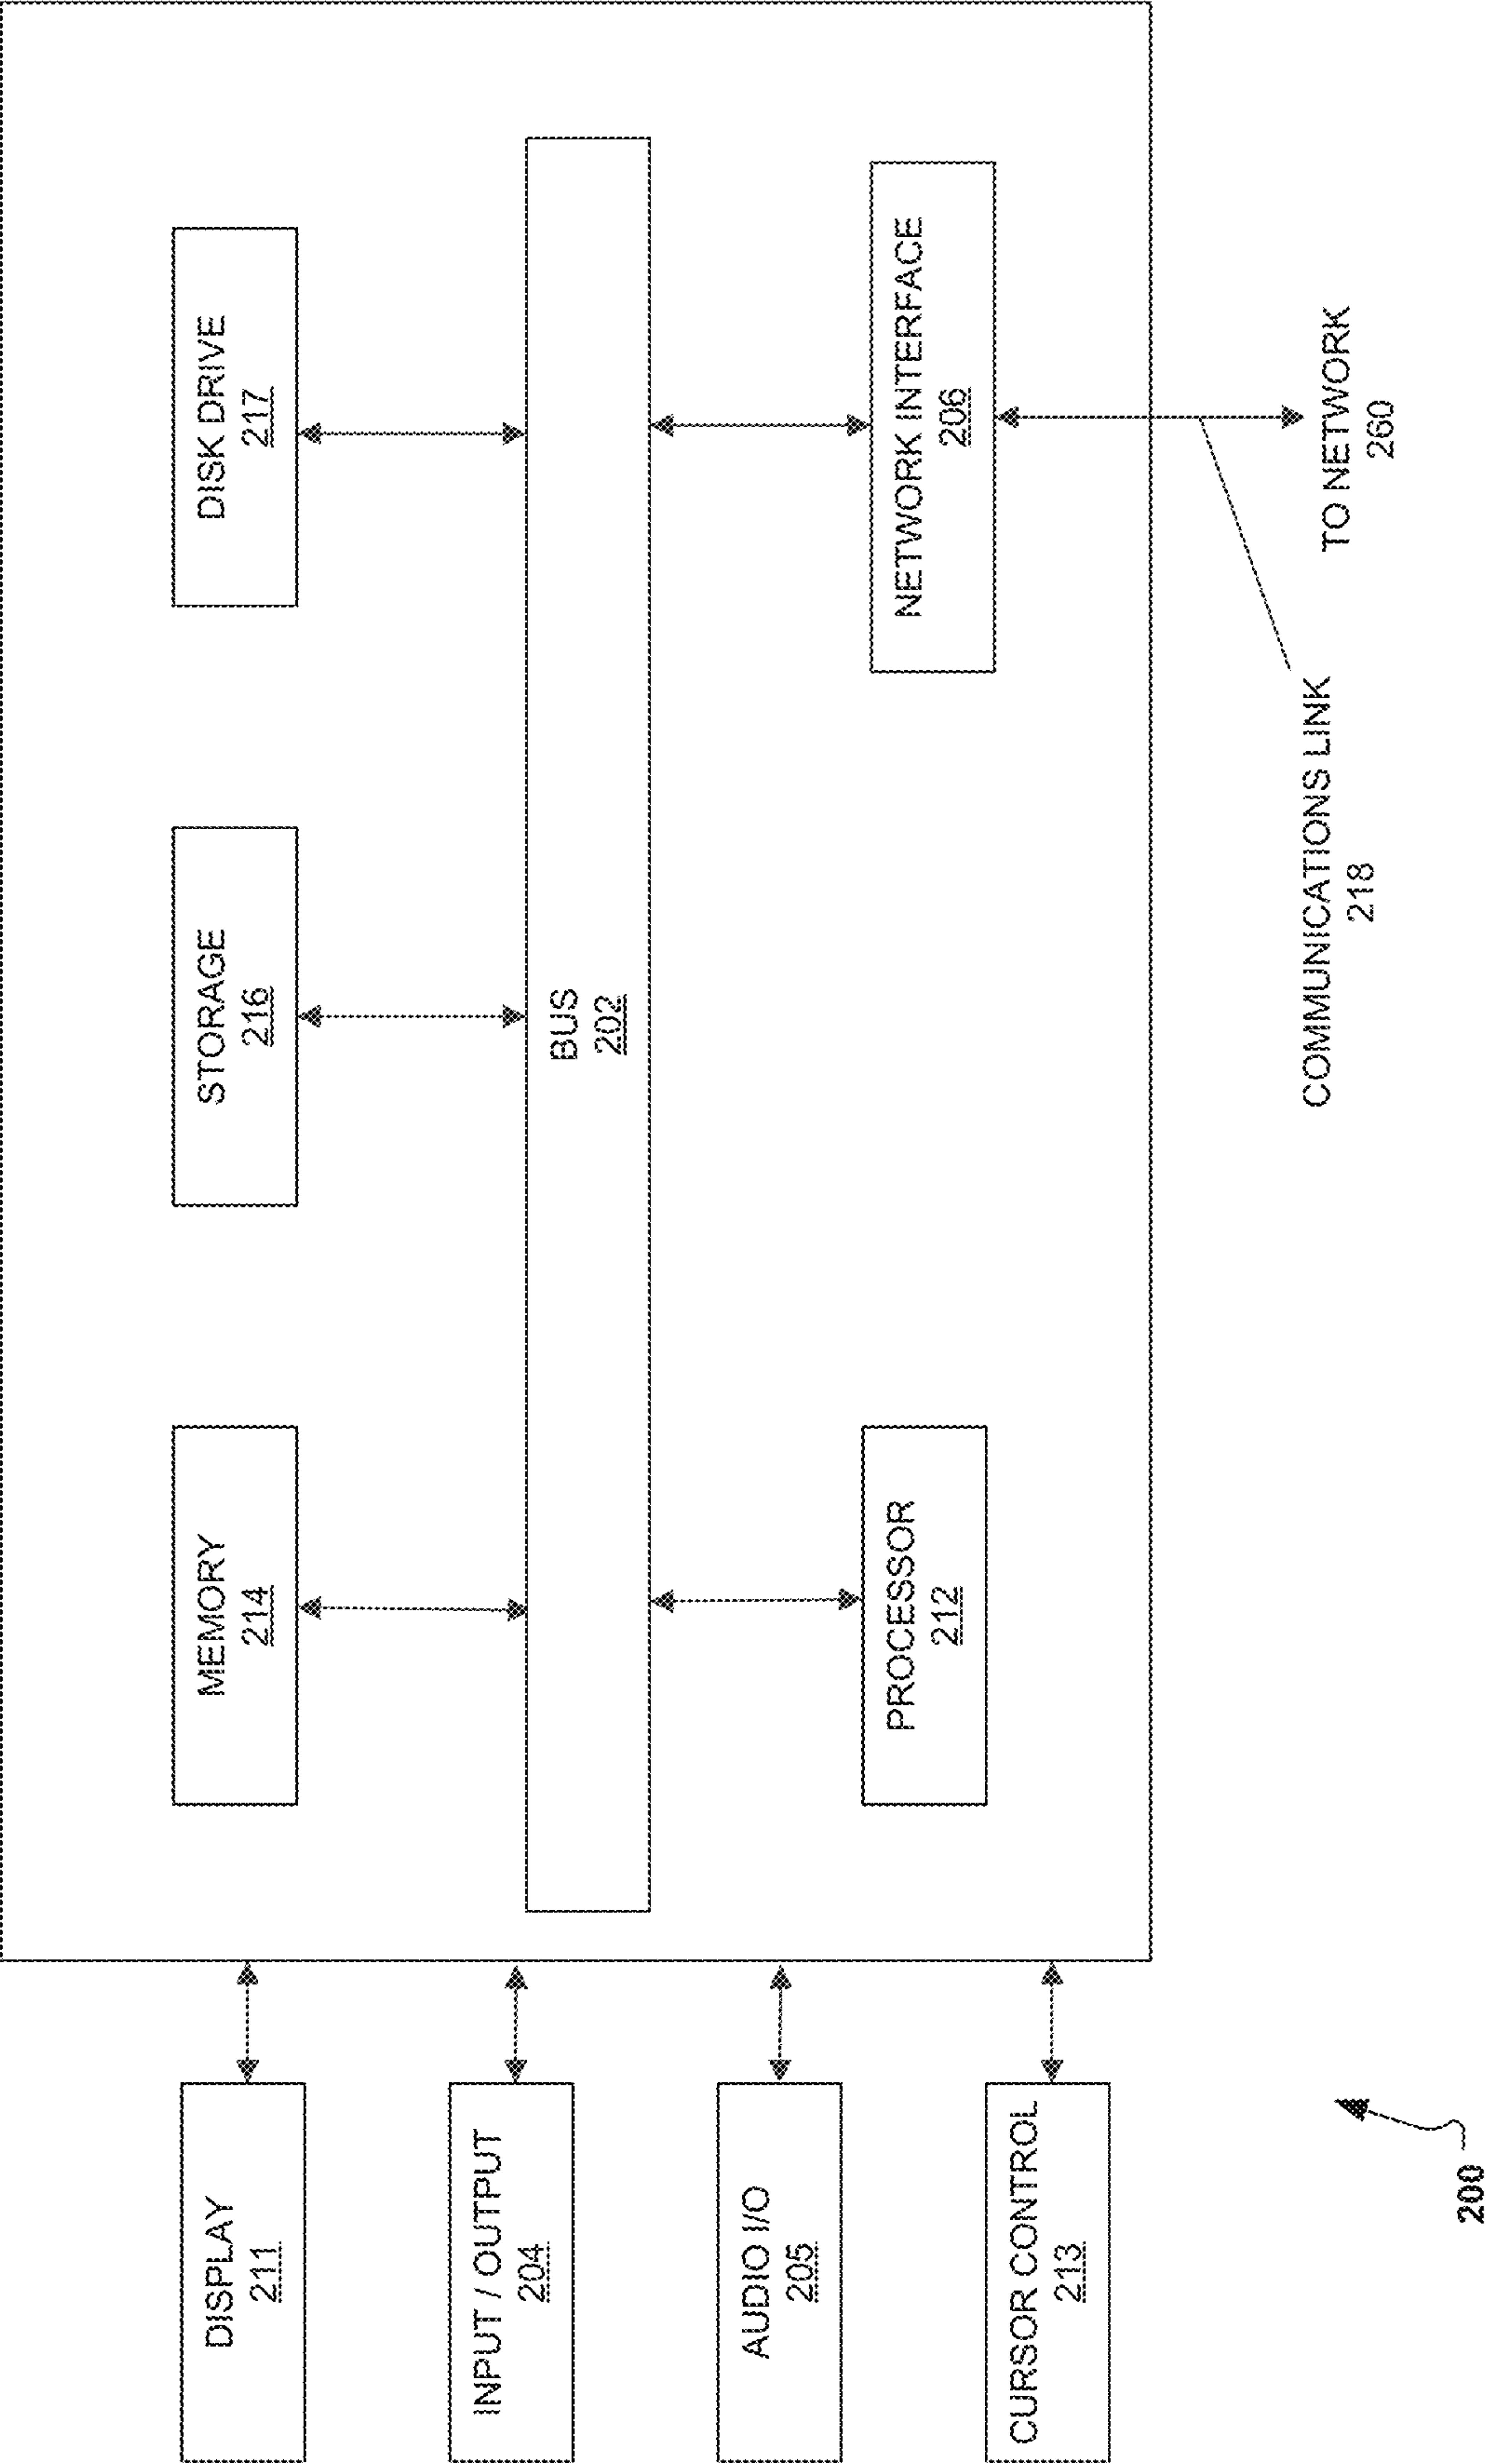 DISPLAY
211
INPUT / OUTPUT
204
AUDIO I/O
205
CURSOR CONTROL
213
MEMORY
214
STORAGE
216
DISK DRIVE
217
BUS
202
PROCESSOR
212
NETWORK INTERFACE
206
COMMUNICATIONS LINK
218
TO NETWORK
260
200